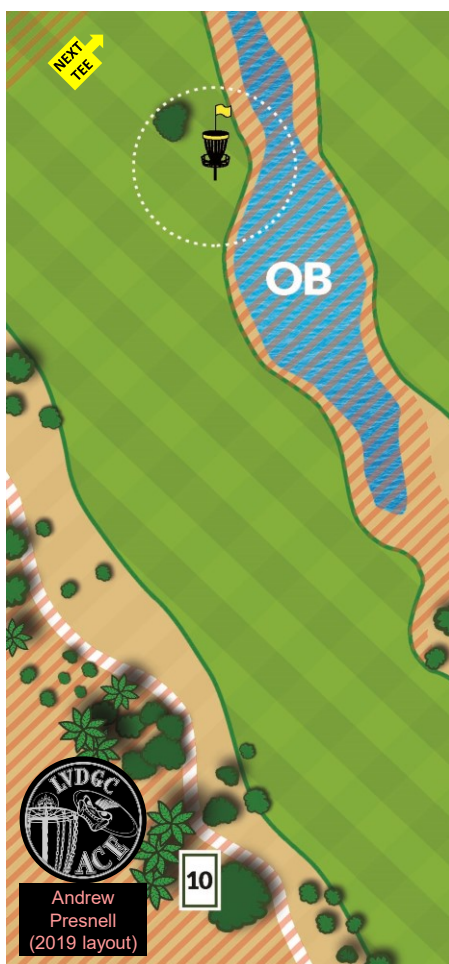 NEXT
TEE
OB
10
LVDGC
ACE
Andrew
Presnell
(2019 layout)